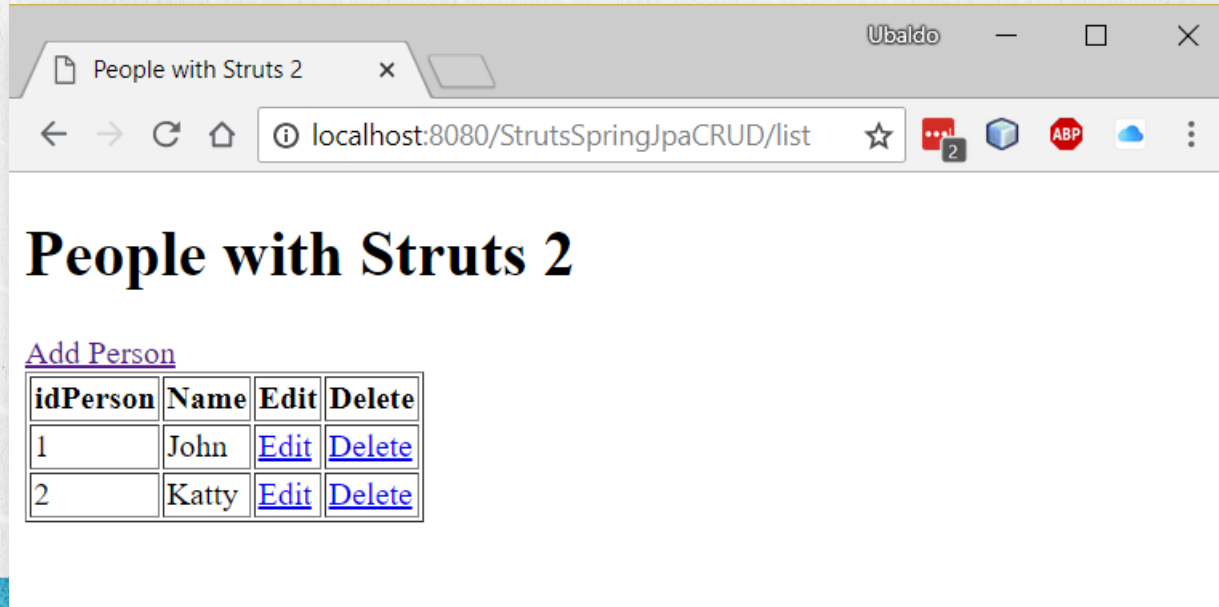 Ubaldo
People with Struts 2
localhost:8080/StrutsSpringJpaCRUD/list
2
ABP
People with Struts 2
Add Person
idPerson Name Edit Delete
1 John Edit Delete
2 Katty Edit Delete